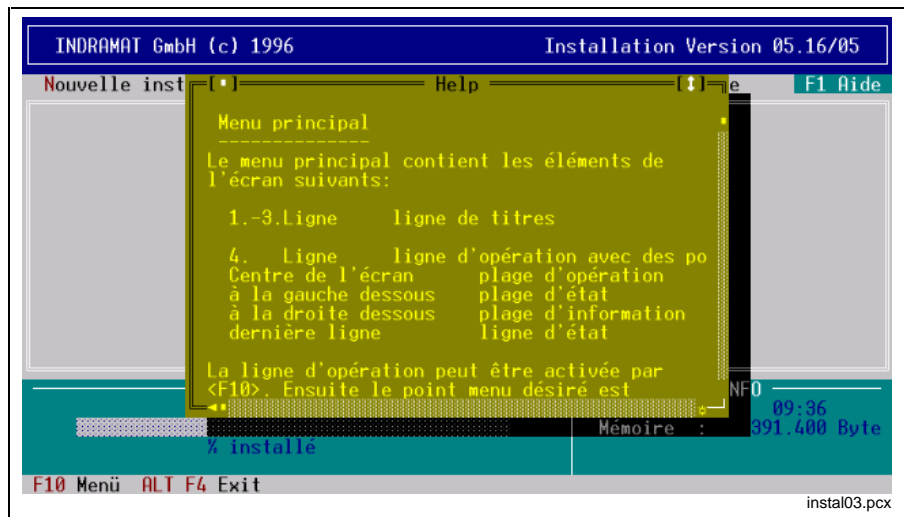 INDRAMAT GmbH (c) 1996 Installation Version 05.16/05
Nouvelle inst e F1 Aide
Help
Menu principal
Le menu principal contient les éléments de
l'écran suivants:
1.-3.Ligne ligne de titres
4. Ligne ligne d'opération avec des po
Centre de l'écran plage d'opération
à la gauche dessous plage d'état
à la droite dessous plage d'information
dernière ligne ligne d'état
La ligne d'opération peut être activée par
<F10>. Ensuite le point menu désiré est
NFO
09:36
Mémoire : 391.400 Byte
% installé
F10 Menü ALT F4 Exit
instal03.pcx